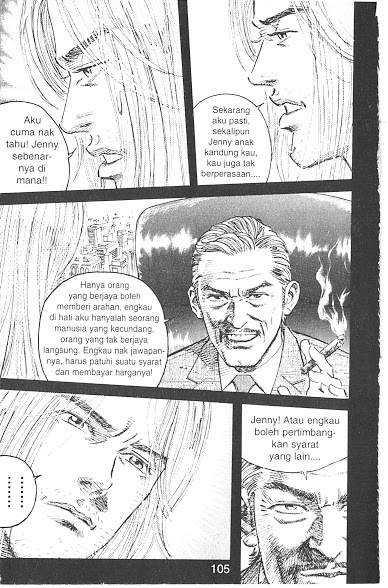 Aku
cuma nak
tahu! Jenny
sebenar-
nya di
mana!!
Sekarang
aku pasti,
sekalipun
Jenny anak
kandung kau,
kau juga tak
berperasaan....
Hanya orang
yang berjaya boleh
memberi arahan, engkau
di hati aku hanyalah seorang
manusia yang kecundang,
orang yang tak berjaya
langsung. Engkau nak jawapan-
nya, harus patuhi suatu syarat
dan membayar harganya!
Jenny! Atau engkau
boleh pertimbang-
kan syarat
yang lain....
......
105